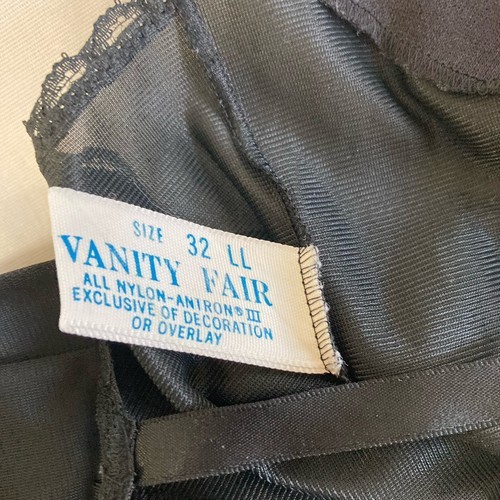 SIZE 32 LL
VANITY FAIR
ALL NYLON-ANTRON® III
EXCLUSIVE OF DECORATION
OR OVERLAY